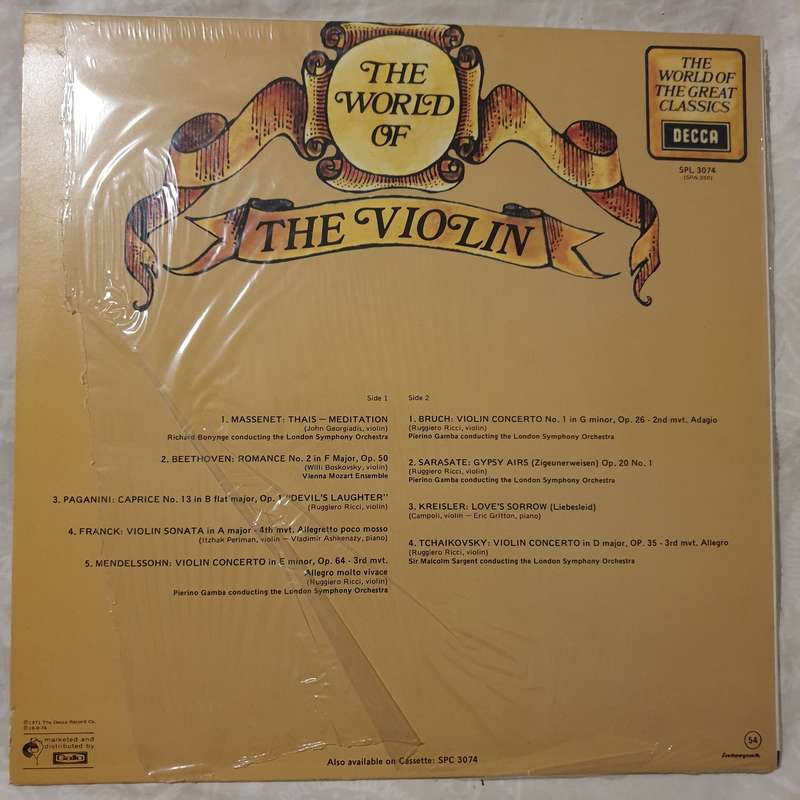 THE
WORLD
OF
THE VIOLIN
THE
WORLD OF
THE GREAT
CLASSICS
DECCA
SPL 3074
Side 1
1. MASSENET: THAIS — MEDITATION
(John Georgiadis, violin)
Richard Bonynge conducting the London Symphony Orchestra
2. BEETHOVEN: ROMANCE No. 2 in F Major, Op. 50
(Willi Boskovsky, violin)
Vienna Mozart Ensemble
3. PAGANINI: CAPRICE No. 13 in B flat major, Op. 1 "DEVIL'S LAUGHTER"
(Ruggiero Ricci, violin)
4. FRANCK: VIOLIN SONATA in A major - 4th mvt. Allegretto poco mosso
(Itzhak Perlman, violin — Vladimir Ashkenazy, piano)
5. MENDELSSOHN: VIOLIN CONCERTO in E minor, Op. 64 - 3rd mvt.
Allegro molto vivace
(Ruggiero Ricci, violin)
Pierino Gamba conducting the London Symphony Orchestra
Side 2
1. BRUCH: VIOLIN CONCERTO No. 1 in G minor, Op. 26 - 2nd mvt. Adagio
(Ruggiero Ricci, violin)
Pierino Gamba conducting the London Symphony Orchestra
2. SARASATE: GYPSY AIRS (Zigeunerweisen) Op. 20 No. 1
(Ruggiero Ricci, violin)
Pierino Gamba conducting the London Symphony Orchestra
3. KREISLER: LOVE'S SORROW (Liebesleid)
(Campoli, violin — Eric Gritton, piano)
4. TCHAIKOVSKY: VIOLIN CONCERTO in D major, OP. 35 - 3rd mvt. Allegro
(Ruggiero Ricci, violin)
Sir Malcolm Sargent conducting the London Symphony Orchestra
℗1971 The Decca Record Co.
marketed and
distributed by
Gallo
Also available on Cassette: SPC 3074
54